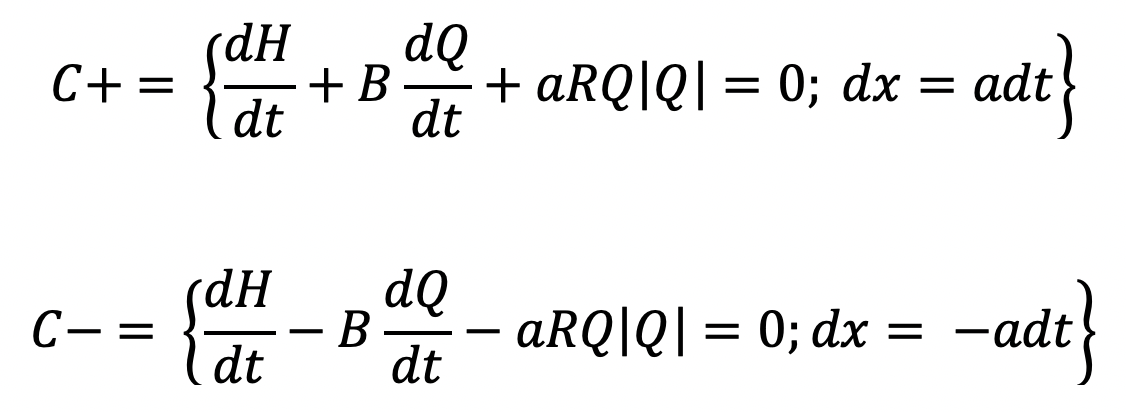 C+ = {dH/dt + B dQ/dt + aRQ|Q| = 0; dx = adt}
C− = {dH/dt − B dQ/dt − aRQ|Q| = 0; dx = −adt}